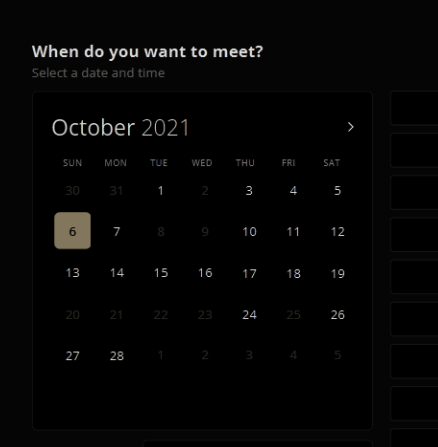 When do you want to meet?
Select a date and time
October 2021
SUN MON TUE WED THU FRI SAT
30 31 1 2 3 4 5
6 7 8 9 10 11 12
13 14 15 16 17 18 19
20 21 22 23 24 25 26
27 28 1 2 3 4 5